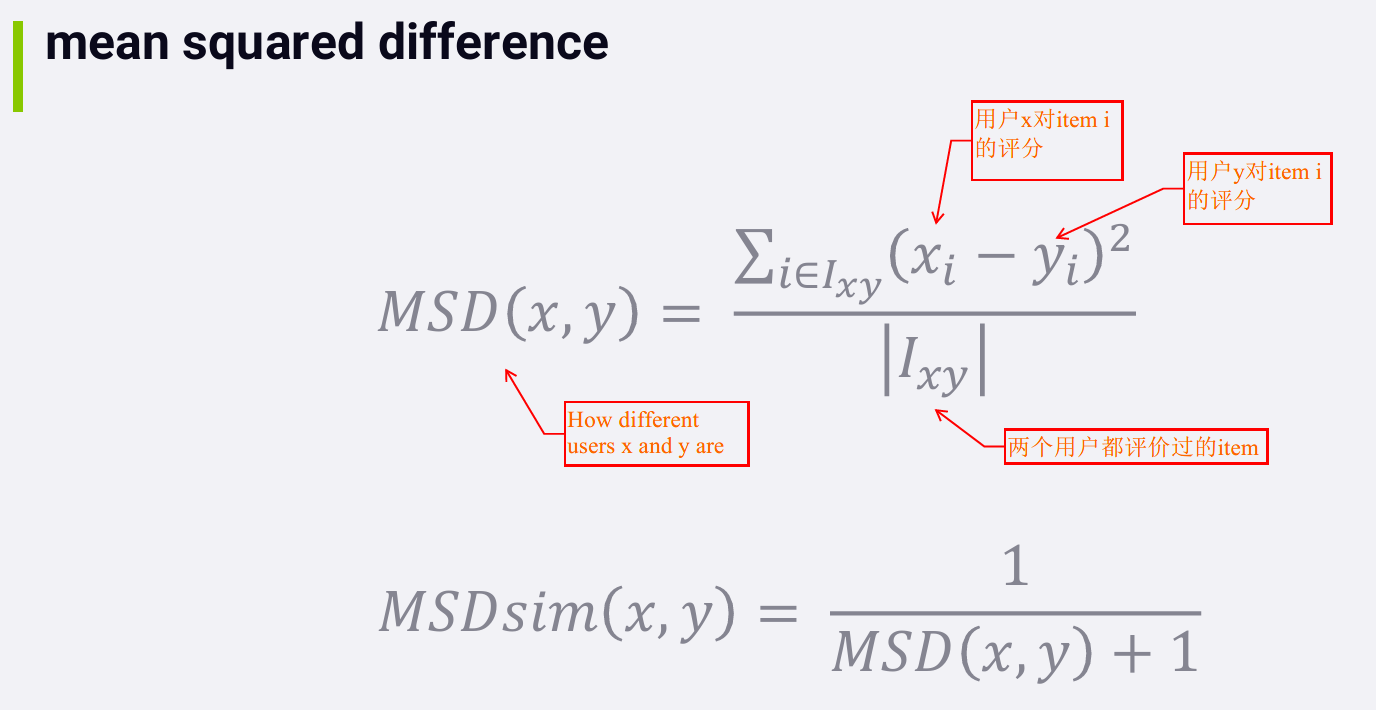 mean squared difference
用户x对item i
的评分
用户y对item i
的评分
MSD(x, y) = \frac{\sum_{i∈I_{xy}}(x_i − y_i)^2}{|I_{xy}|}
How different
users x and y are
两个用户都评价过的item
MSDsim(x, y) = \frac{1}{MSD(x, y) + 1}